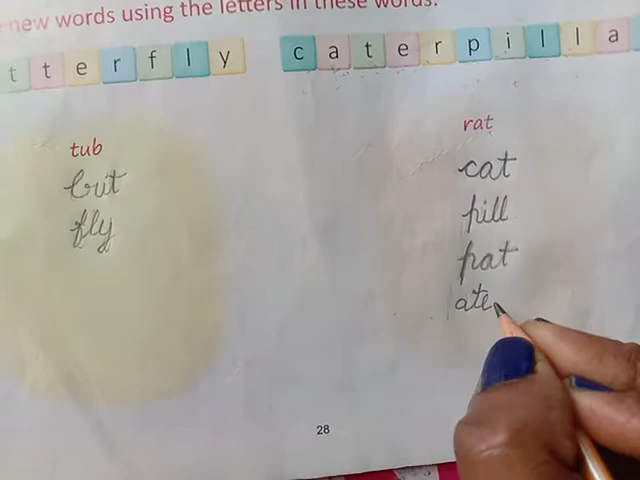 new words using the letters in these words.
t t e r f l y
c a t e r p i l l a
tub
but
fly
rat
cat
pill
pat
ate
28